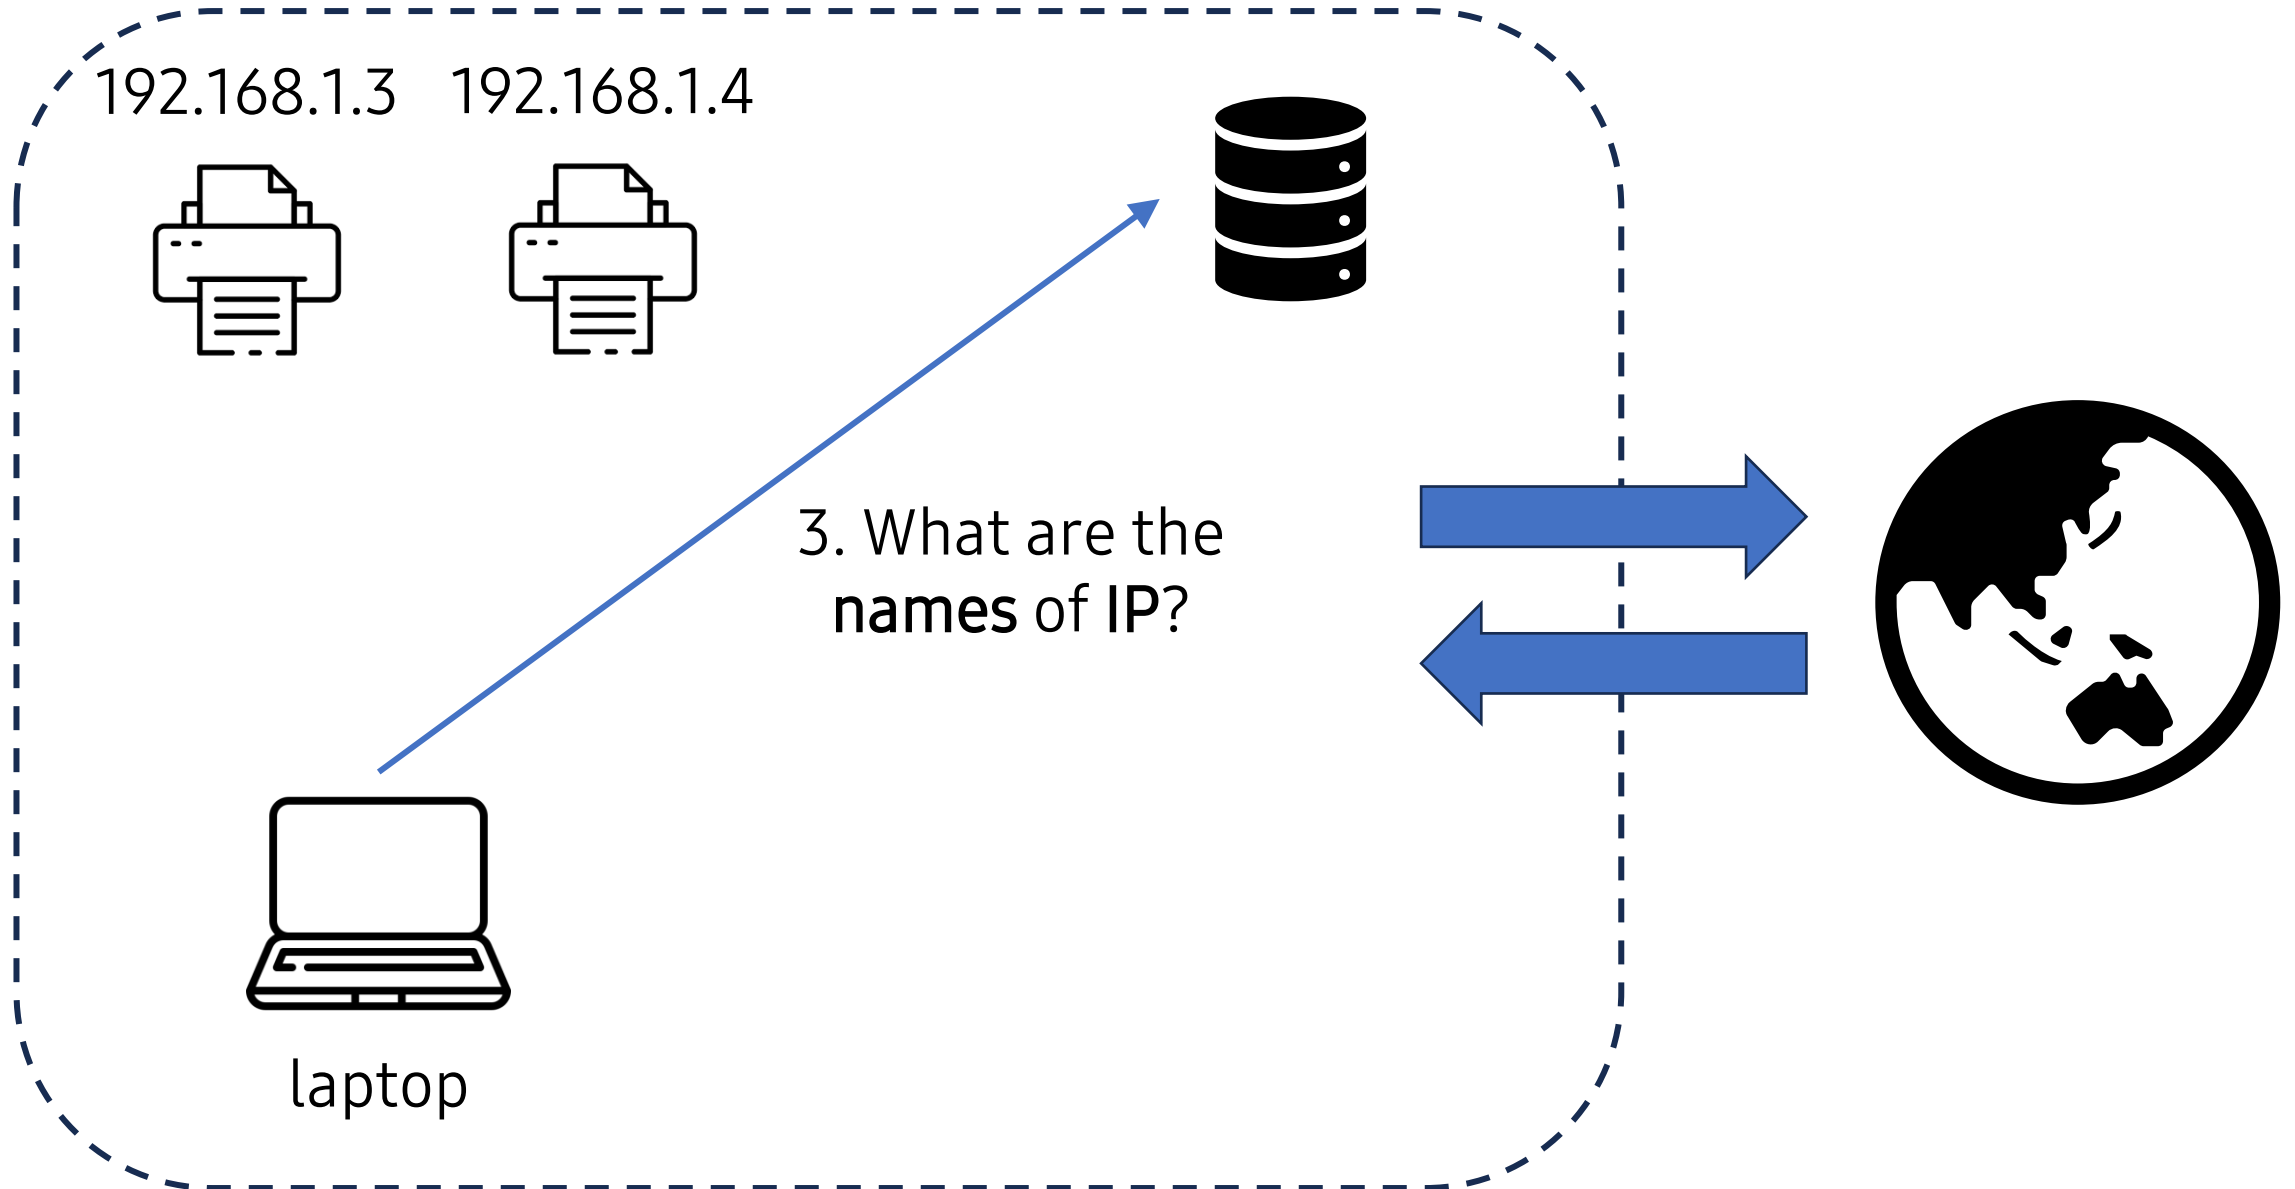 192.168.1.3
192.168.1.4
3. What are the
names of IP?
laptop